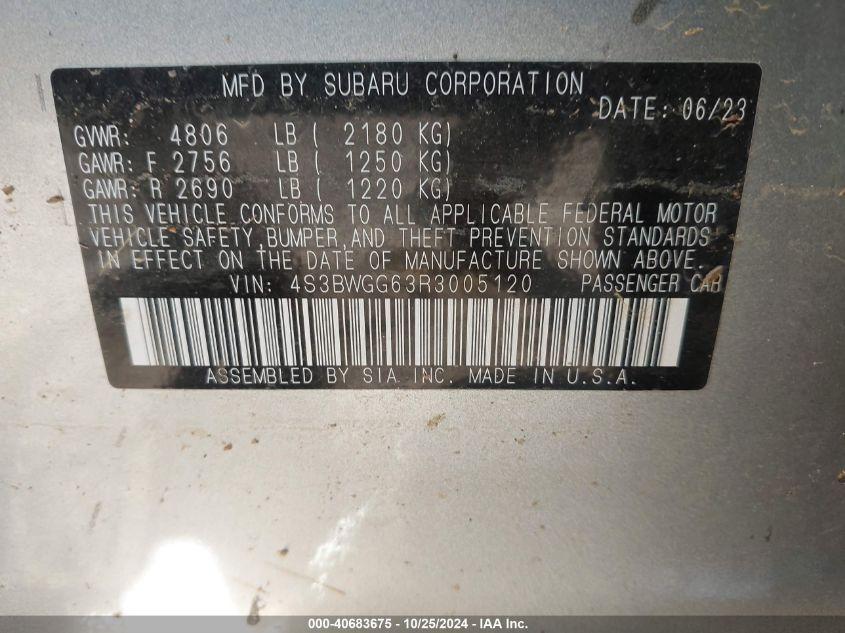 MFD BY SUBARU CORPORATION
DATE: 06/23
GVWR: 4806 LB ( 2180 KG)
GAWR: F 2756 LB ( 1250 KG)
GAWR: R 2690 LB ( 1220 KG)
THIS VEHICLE CONFORMS TO ALL APPLICABLE FEDERAL MOTOR
VEHICLE SAFETY,BUMPER,AND THEFT PREVENTION STANDARDS
IN EFFECT ON THE DATE OF MANUFACTURE SHOWN ABOVE.
VIN: 4S3BWGG63R3005120 PASSENGER CAR
ASSEMBLED BY SIA INC. MADE IN U.S.A.
000-40683675 - 10/25/2024 - IAA Inc.